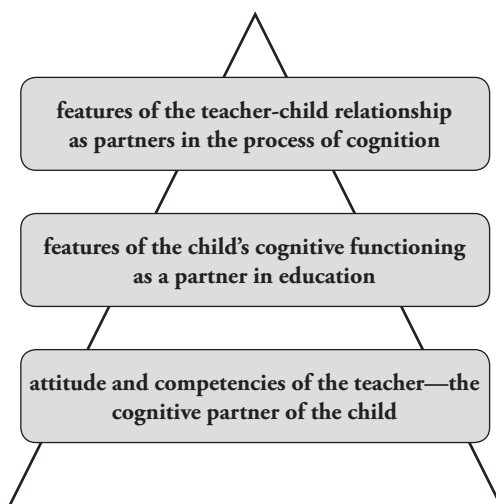 features of the teacher-child relationship
as partners in the process of cognition
features of the child’s cognitive functioning
as a partner in education
attitude and competencies of the teacher—the
cognitive partner of the child